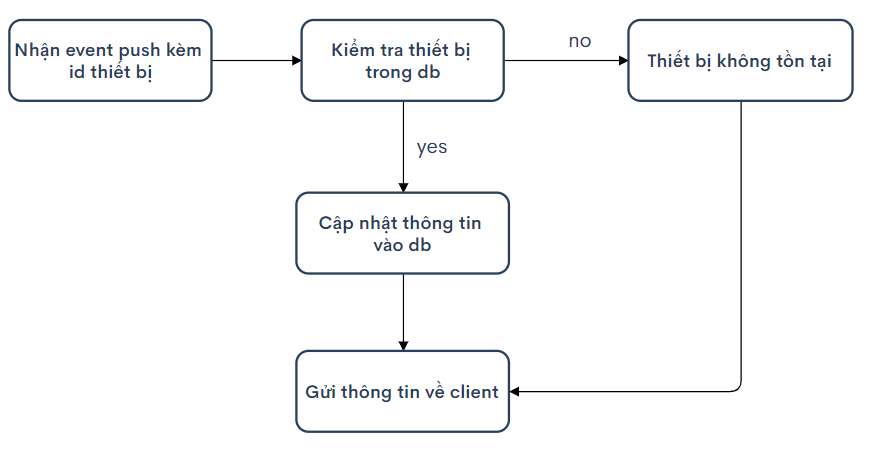 Nhận event push kèm
id thiết bị
Kiểm tra thiết bị
trong db
no
Thiết bị không tồn tại
yes
Cập nhật thông tin
vào db
Gửi thông tin về client